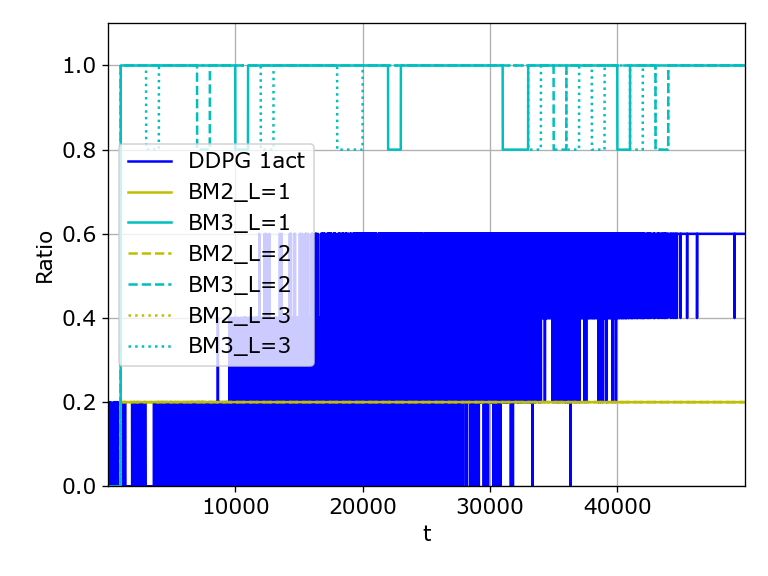 1.0
0.8
0.6
0.4
0.2
0.0
Ratio
DDPG 1act
BM2_L=1
BM3_L=1
BM2_L=2
BM3_L=2
BM2_L=3
BM3_L=3
10000 20000 30000 40000
t